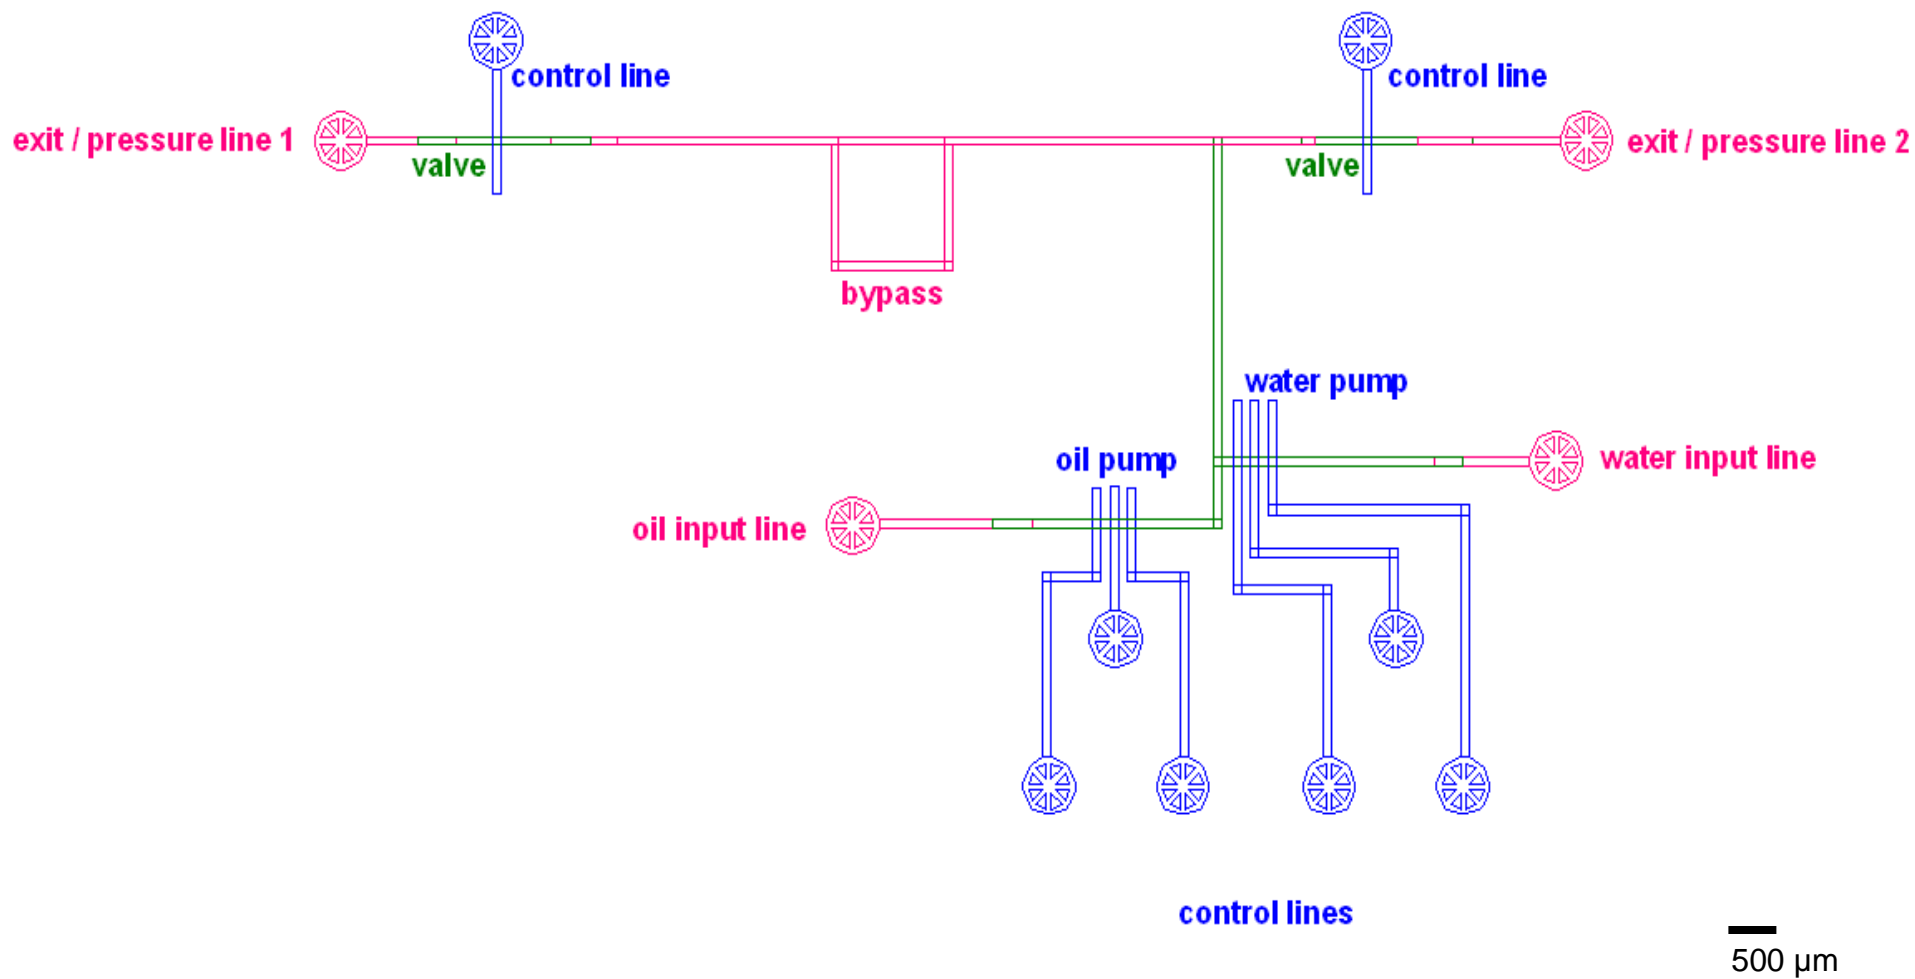 control line
control line
exit / pressure line 1
exit / pressure line 2
valve
valve
bypass
water pump
oil pump
water input line
oil input line
control lines
500 µm